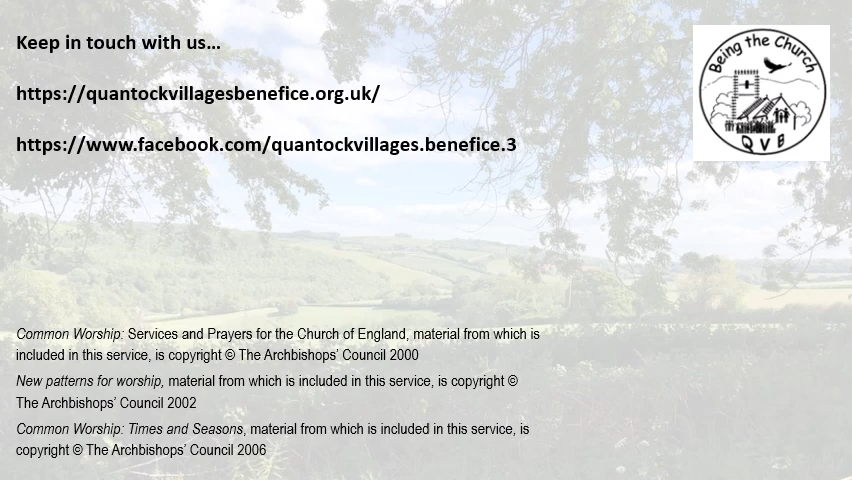 Keep in touch with us…
https://quantockvillagesbenefice.org.uk/
https://www.facebook.com/quantockvillages.benefice.3
Being the Church
QVB
Common Worship: Services and Prayers for the Church of England, material from which is
included in this service, is copyright © The Archbishops’ Council 2000
New patterns for worship, material from which is included in this service, is copyright ©
The Archbishops’ Council 2002
Common Worship: Times and Seasons, material from which is included in this service, is
copyright © The Archbishops’ Council 2006